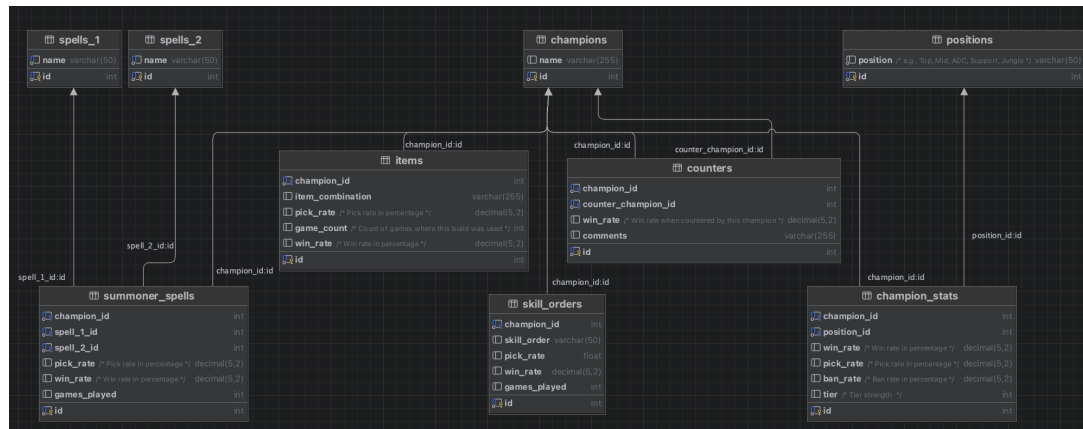 spells_1
name varchar(50)
id int
spells_2
name varchar(50)
id int
champions
name varchar(255)
id int
positions
position /* e.g., Top, Mid, ADC, Support, Jungle */ varchar(50)
id int
champion_id:id
champion_id:id
counter_champion_id:id
items
champion_id int
item_combination varchar(255)
pick_rate /* Pick rate in percentage */ decimal(5,2)
game_count /* Count of games where this build was used */ int
win_rate /* Win rate in percentage */ decimal(5,2)
id int
counters
champion_id int
counter_champion_id int
win_rate /* Win rate when countered by this champion */ decimal(5,2)
comments varchar(255)
id int
spell_2_id:id
position_id:id
spell_1_id:id
champion_id:id
champion_id:id
champion_id:id
summoner_spells
champion_id int
spell_1_id int
spell_2_id int
pick_rate /* Pick rate in percentage */ decimal(5,2)
win_rate /* Win rate in percentage */ decimal(5,2)
games_played int
id int
skill_orders
champion_id int
skill_order varchar(50)
pick_rate float
win_rate decimal(5,2)
games_played int
id int
champion_stats
champion_id int
position_id int
win_rate /* Win rate in percentage */ decimal(5,2)
pick_rate /* Pick rate in percentage */ decimal(5,2)
ban_rate /* Ban rate in percentage */ decimal(5,2)
tier /* Tier strength */ int
id int